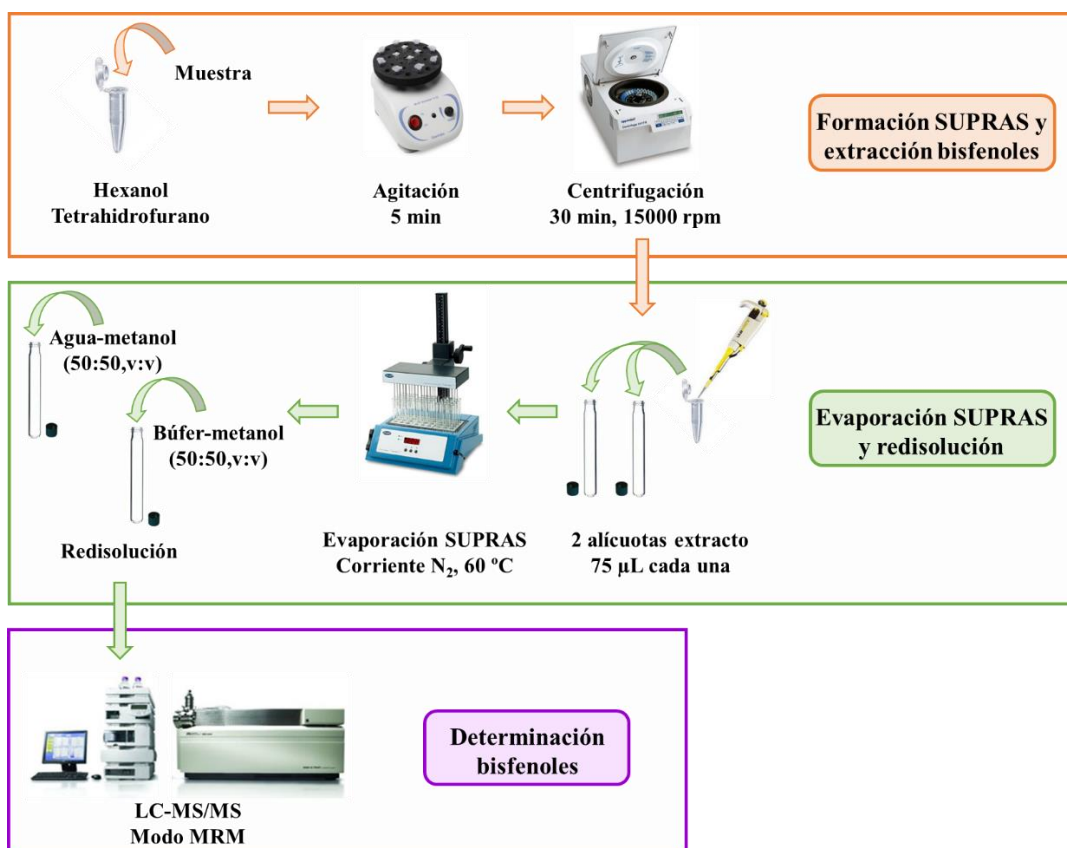 Muestra
Hexanol
Tetrahidrofurano
Agitación
5 min
Centrifugación
30 min, 15000 rpm
Formación SUPRAS y
extracción bisfenoles
Agua-metanol
(50:50,v:v)
Búfer-metanol
(50:50,v:v)
Redisolución
Evaporación SUPRAS
Corriente N₂, 60 ºC
2 alícuotas extracto
75 µL cada una
Evaporación SUPRAS
y redisolución
LC-MS/MS
Modo MRM
Determinación
bisfenoles